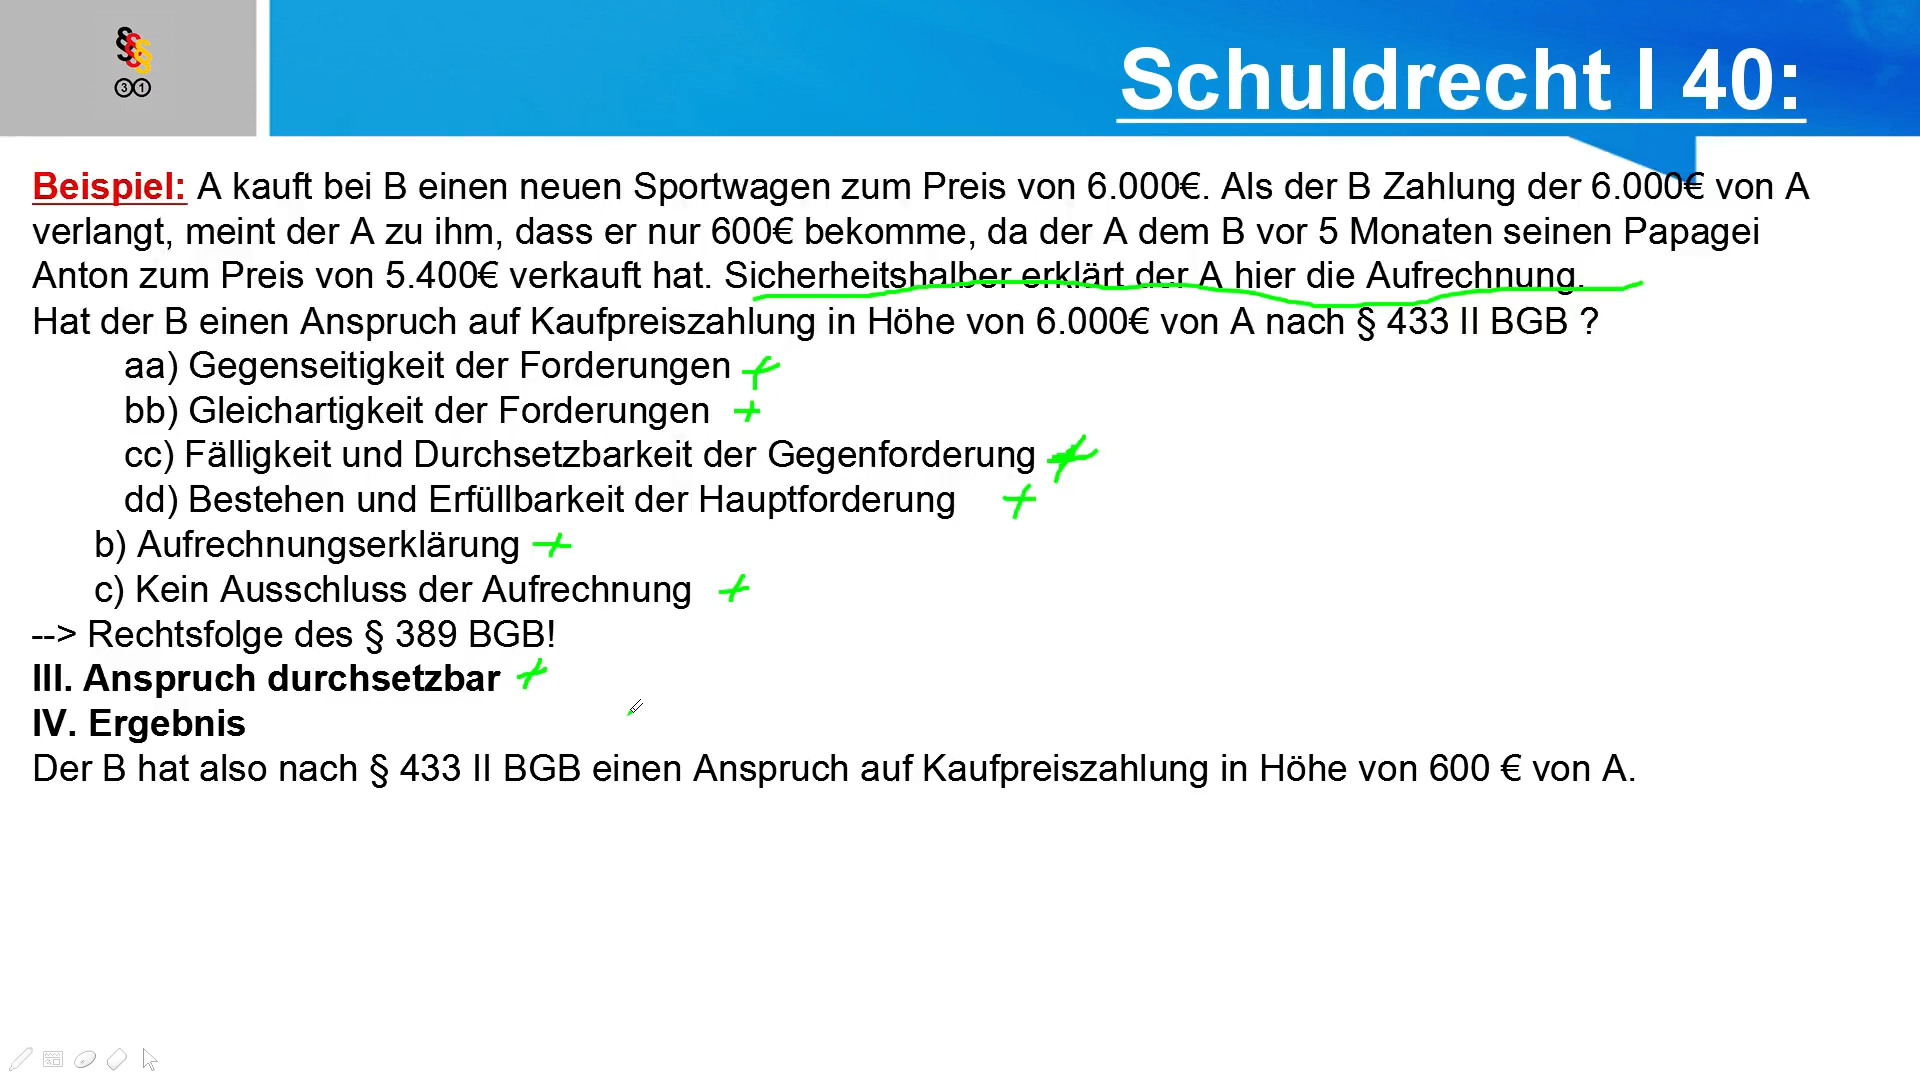 §§§
31
Schuldrecht I 40:
Beispiel: A kauft bei B einen neuen Sportwagen zum Preis von 6.000€. Als der B Zahlung der 6.000€ von A
verlangt, meint der A zu ihm, dass er nur 600€ bekomme, da der A dem B vor 5 Monaten seinen Papagei
Anton zum Preis von 5.400€ verkauft hat. Sicherheitshalber erklärt der A hier die Aufrechnung.
Hat der B einen Anspruch auf Kaufpreiszahlung in Höhe von 6.000€ von A nach § 433 II BGB ?
aa) Gegenseitigkeit der Forderungen +
bb) Gleichartigkeit der Forderungen +
cc) Fälligkeit und Durchsetzbarkeit der Gegenforderung +
dd) Bestehen und Erfüllbarkeit der Hauptforderung +
b) Aufrechnungserklärung +
c) Kein Ausschluss der Aufrechnung +
--> Rechtsfolge des § 389 BGB!
III. Anspruch durchsetzbar +
IV. Ergebnis
Der B hat also nach § 433 II BGB einen Anspruch auf Kaufpreiszahlung in Höhe von 600 € von A.